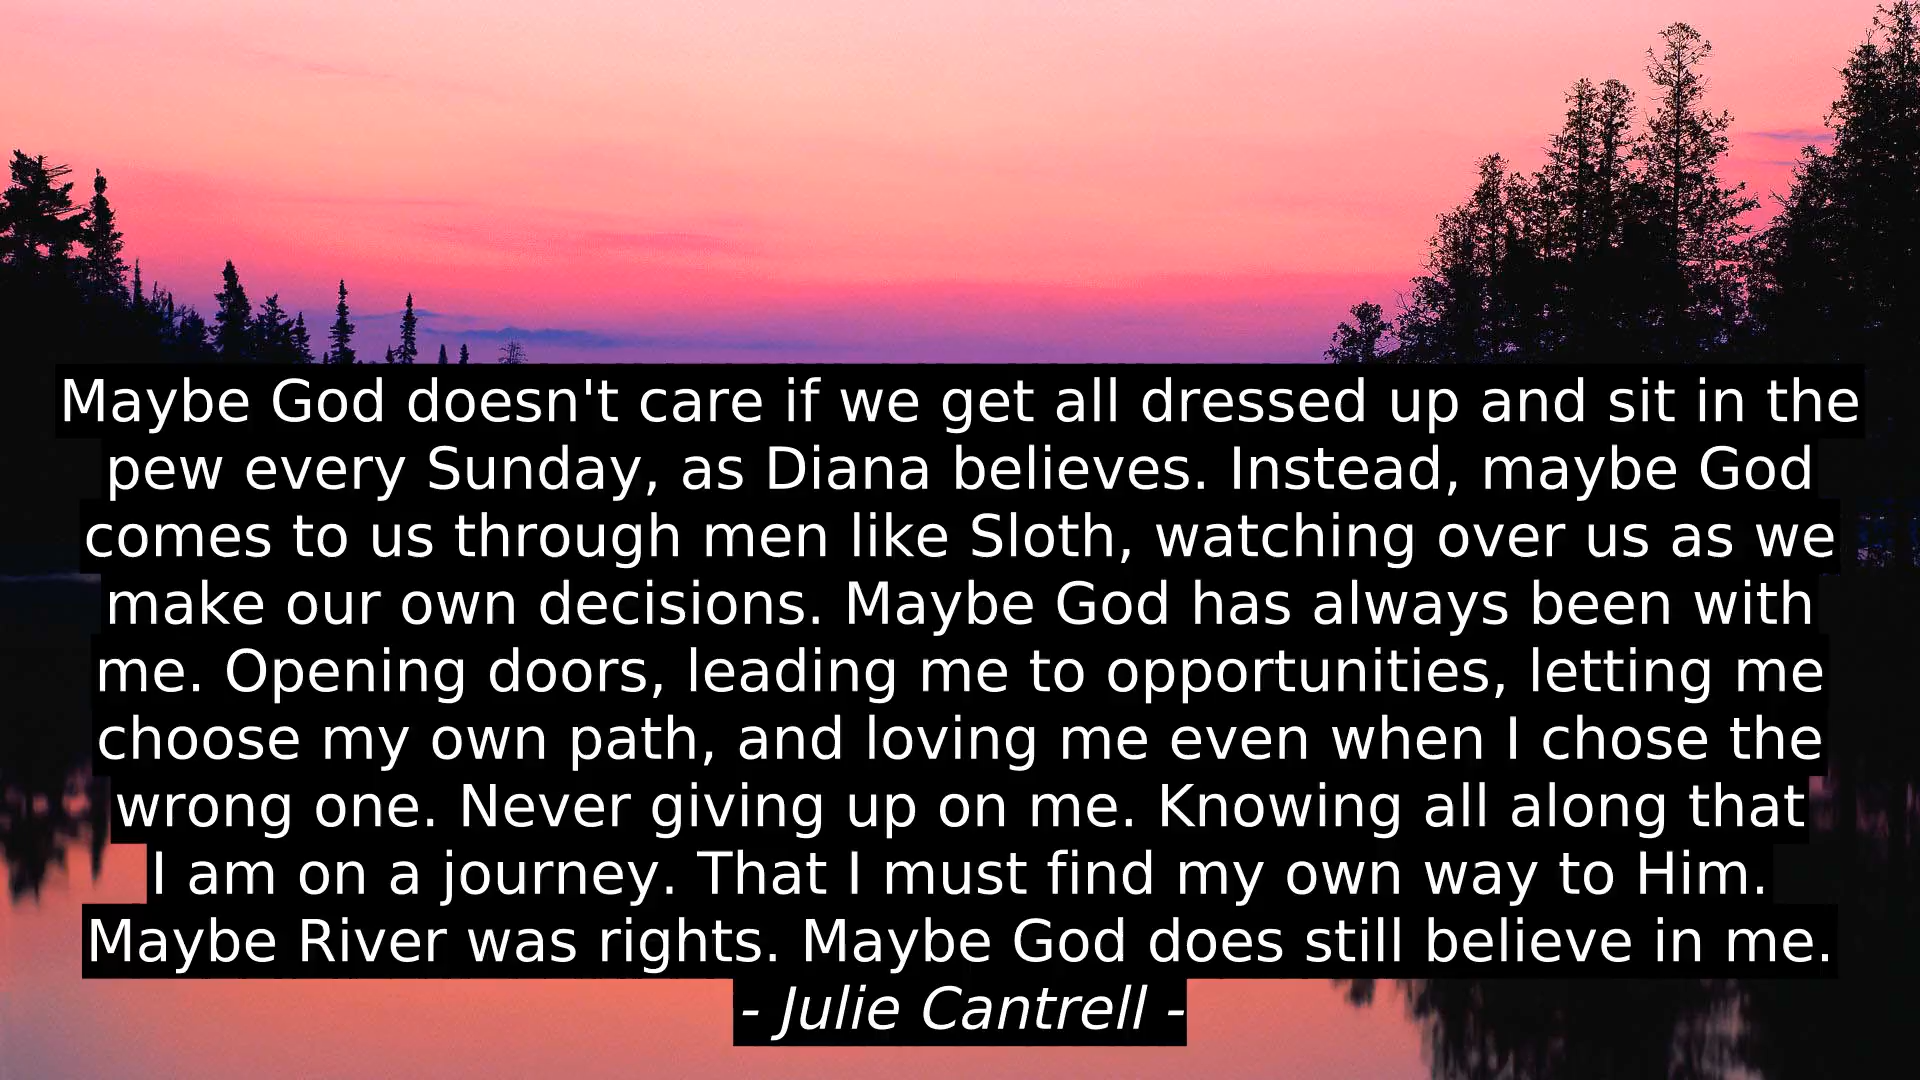 Maybe God doesn't care if we get all dressed up and sit in the
pew every Sunday, as Diana believes. Instead, maybe God
comes to us through men like Sloth, watching over us as we
make our own decisions. Maybe God has always been with
me. Opening doors, leading me to opportunities, letting me
choose my own path, and loving me even when I chose the
wrong one. Never giving up on me. Knowing all along that
I am on a journey. That I must find my own way to Him.
Maybe River was rights. Maybe God does still believe in me.
- Julie Cantrell -